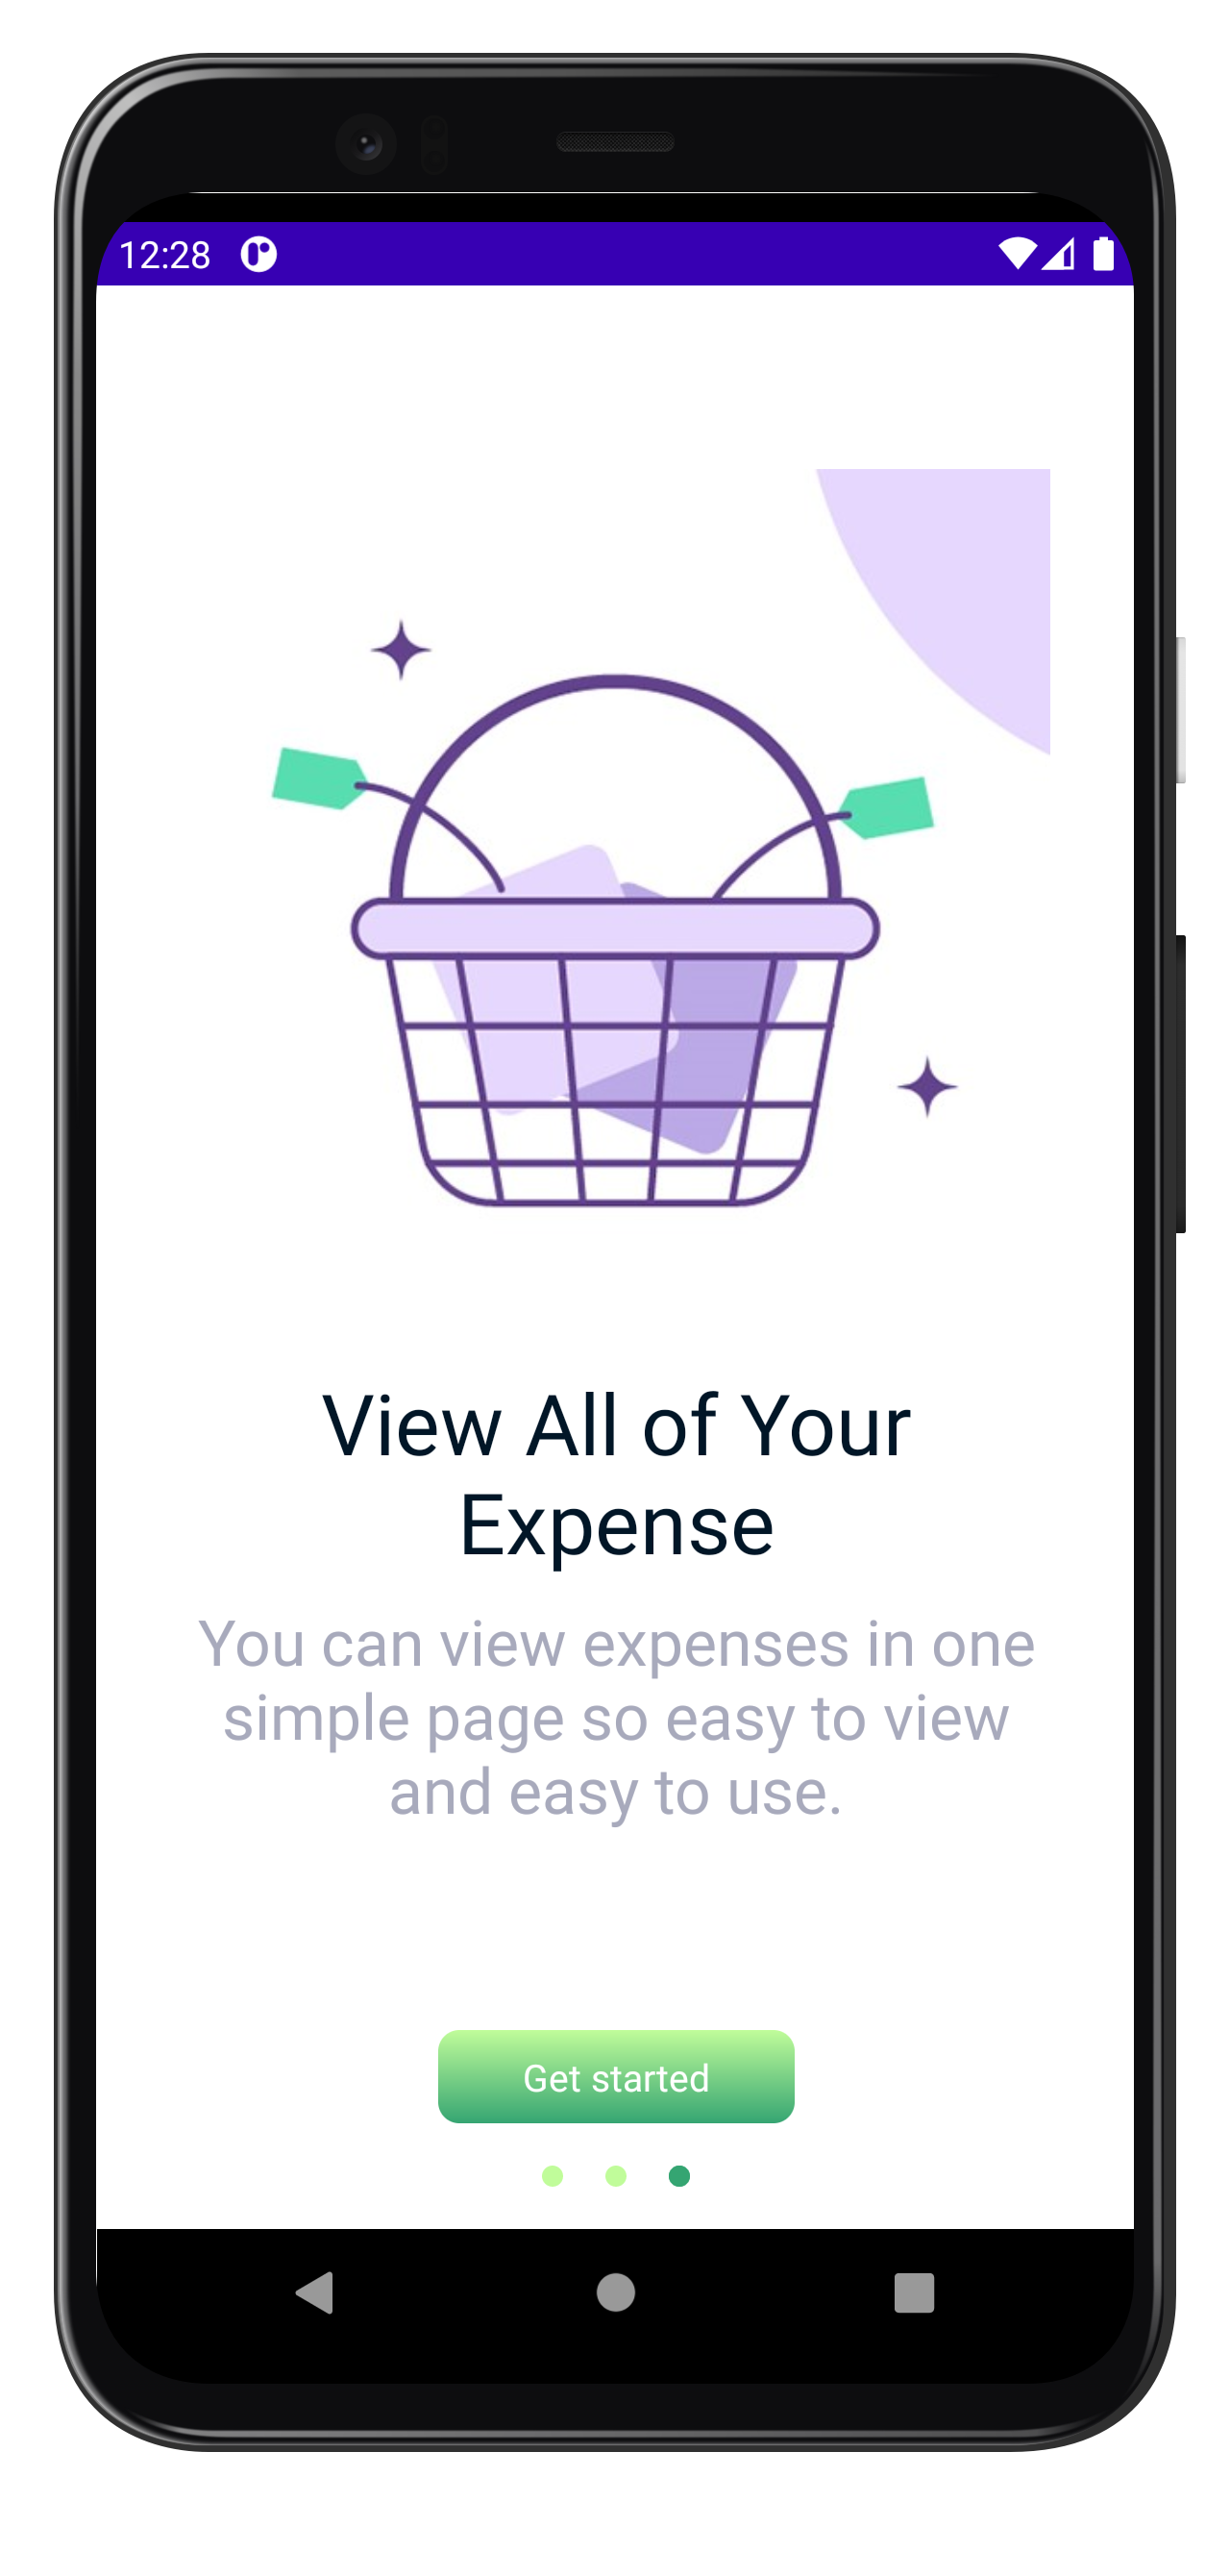 12:28
View All of Your
Expense
You can view expenses in one
simple page so easy to view
and easy to use.
Get started